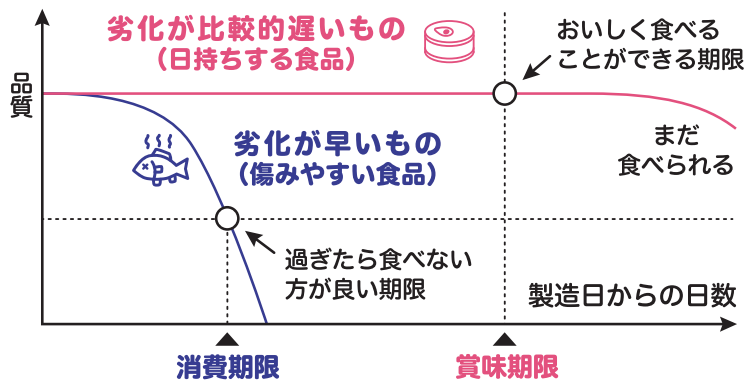 劣化が比較的遅いもの
(日持ちする食品)
おいしく食べる
ことができる期限
品質
劣化が早いもの
(傷みやすい食品)
まだ
食べられる
過ぎたら食べない
方が良い期限
製造日からの日数
消費期限
賞味期限